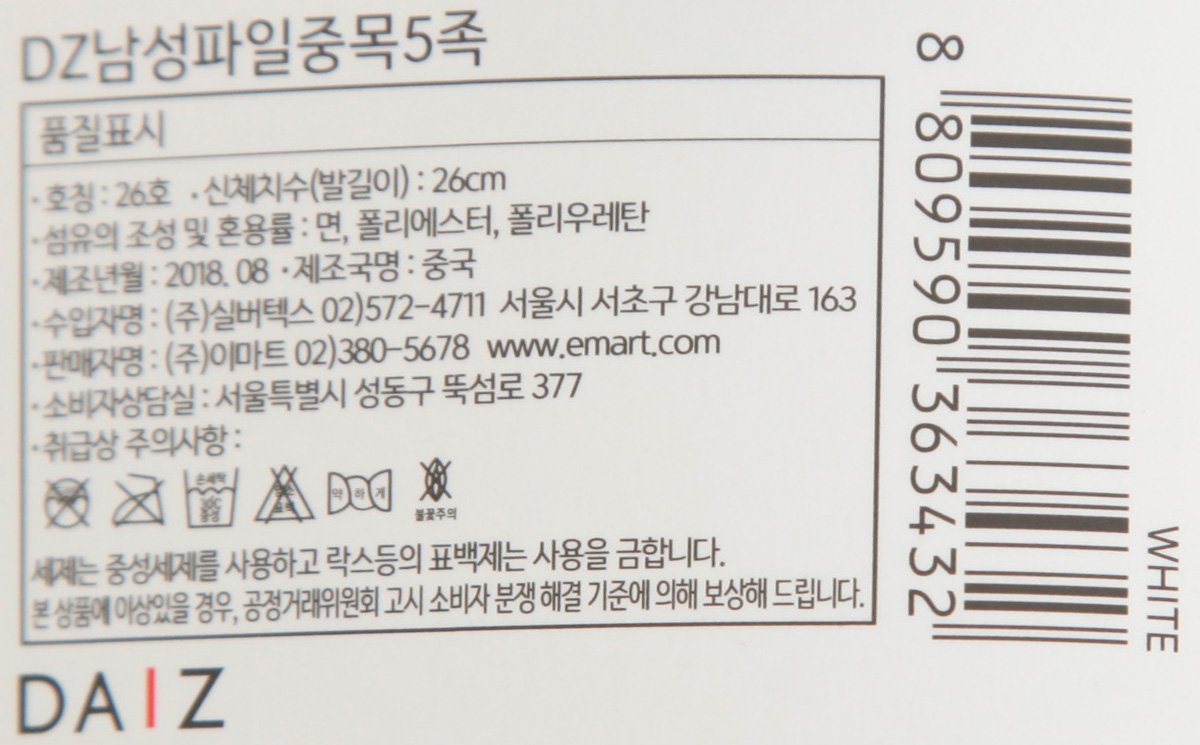 DZ남성파일중목5족
품질표시
· 호칭 : 26호 · 신체치수(발길이) : 26cm
· 섬유의 조성 및 혼용률 : 면, 폴리에스터, 폴리우레탄
· 제조년월 : 2018. 08 · 제조국명 : 중국
· 수입자명 : (주)실버텍스 02)572-4711 서울시 서초구 강남대로 163
· 판매자명 : (주)이마트 02)380-5678 www.emart.com
· 소비자상담실 : 서울특별시 성동구 뚝섬로 377
· 취급상 주의사항 :
손세탁
30℃
중성
약하게
불꽃주의
세제는 중성세제를 사용하고 락스등의 표백제는 사용을 금합니다.
본 상품에 이상있을 경우, 공정거래위원회 고시 소비자 분쟁 해결 기준에 의해 보상해 드립니다.
DAIZ
8 809590 363432
WHITE